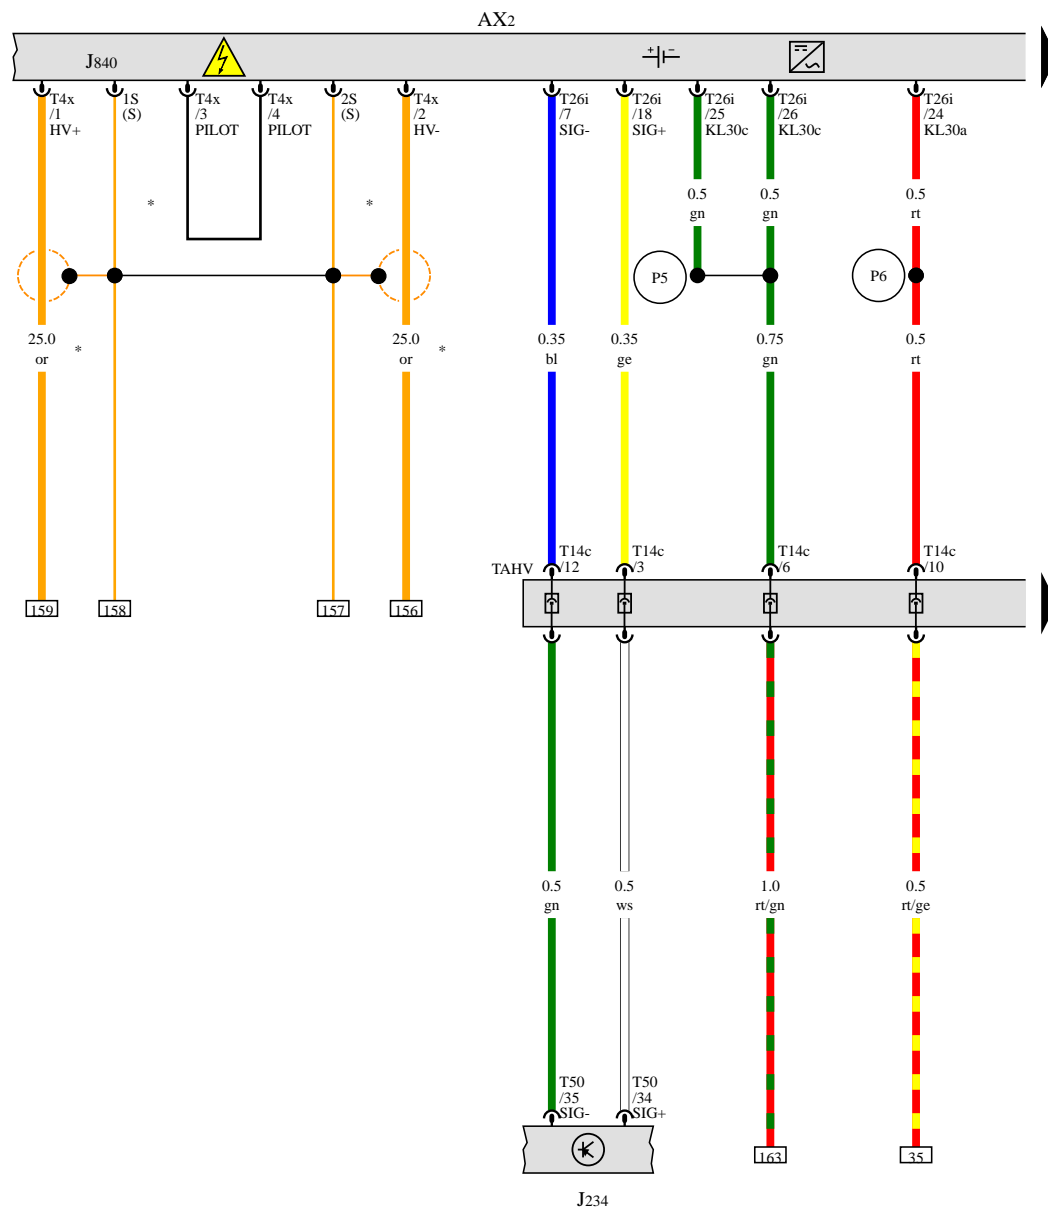 AX2
J840
+ −
T4x
/1
HV+
1S
(S)
T4x
/3
PILOT
T4x
/4
PILOT
2S
(S)
T4x
/2
HV-
T26i
/7
SIG-
T26i
/18
SIG+
T26i
/25
KL30c
T26i
/26
KL30c
T26i
/24
KL30a
* *
0.5
gn
0.5
gn
0.5
rt
P5
P6
25.0
or
*
25.0
or
*
0.35
bl
0.35
ge
0.75
gn
0.5
rt
TAHV
T14c
/12
T14c
/3
T14c
/6
T14c
/10
159
158
157
156
0.5
gn
0.5
ws
1.0
rt/gn
0.5
rt/ge
T50
/35
SIG-
T50
/34
SIG+
163
35
J234